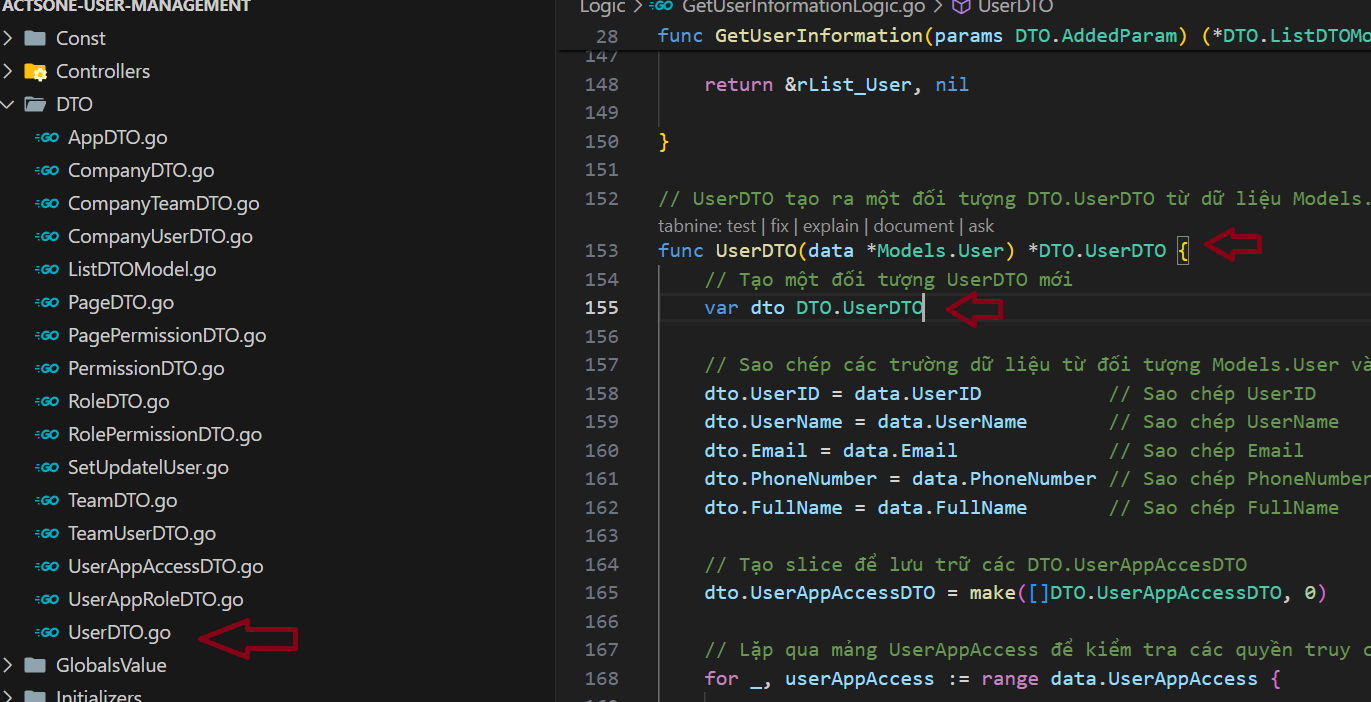 ACTSONE-USER-MANAGEMENT
Const
Controllers
DTO
AppDTO.go
CompanyDTO.go
CompanyTeamDTO.go
CompanyUserDTO.go
ListDTOModel.go
PageDTO.go
PagePermissionDTO.go
PermissionDTO.go
RoleDTO.go
RolePermissionDTO.go
SetUpdatelUser.go
TeamDTO.go
TeamUserDTO.go
UserAppAccessDTO.go
UserAppRoleDTO.go
UserDTO.go
GlobalsValue
Initializers
Logic > GetUserInformationLogic.go > UserDTO
28 func GetUserInformation(params DTO.AddedParam) (*DTO.ListDTOMo
147
148 return &rList_User, nil
149
150 }
151
152 // UserDTO tạo ra một đối tượng DTO.UserDTO từ dữ liệu Models.
tabnine: test | fix | explain | document | ask
153 func UserDTO(data *Models.User) *DTO.UserDTO {
154 // Tạo một đối tượng UserDTO mới
155 var dto DTO.UserDTO
156
157 // Sao chép các trường dữ liệu từ đối tượng Models.User và
158 dto.UserID = data.UserID // Sao chép UserID
159 dto.UserName = data.UserName // Sao chép UserName
160 dto.Email = data.Email // Sao chép Email
161 dto.PhoneNumber = data.PhoneNumber // Sao chép PhoneNumber
162 dto.FullName = data.FullName // Sao chép FullName
163
164 // Tạo slice để lưu trữ các DTO.UserAppAccesDTO
165 dto.UserAppAccessDTO = make([]DTO.UserAppAccessDTO, 0)
166
167 // Lặp qua mảng UserAppAccess để kiểm tra các quyền truy c
168 for _, userAppAccess := range data.UserAppAccess {